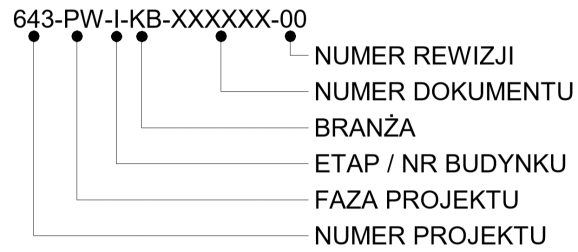 643-PW-I-KB-XXXXXX-00
NUMER REWIZJI
NUMER DOKUMENTU
BRANŻA
ETAP / NR BUDYNKU
FAZA PROJEKTU
NUMER PROJEKTU